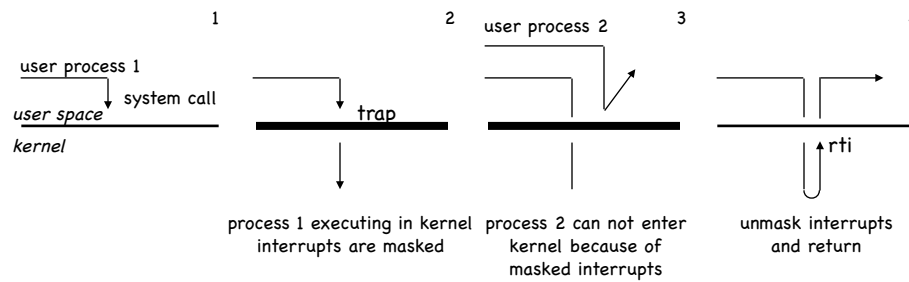 1
user process 1
system call
user space
kernel
2
trap
process 1 executing in kernel
interrupts are masked
3
user process 2
process 2 can not enter
kernel because of
masked interrupts
rti
unmask interrupts
and return